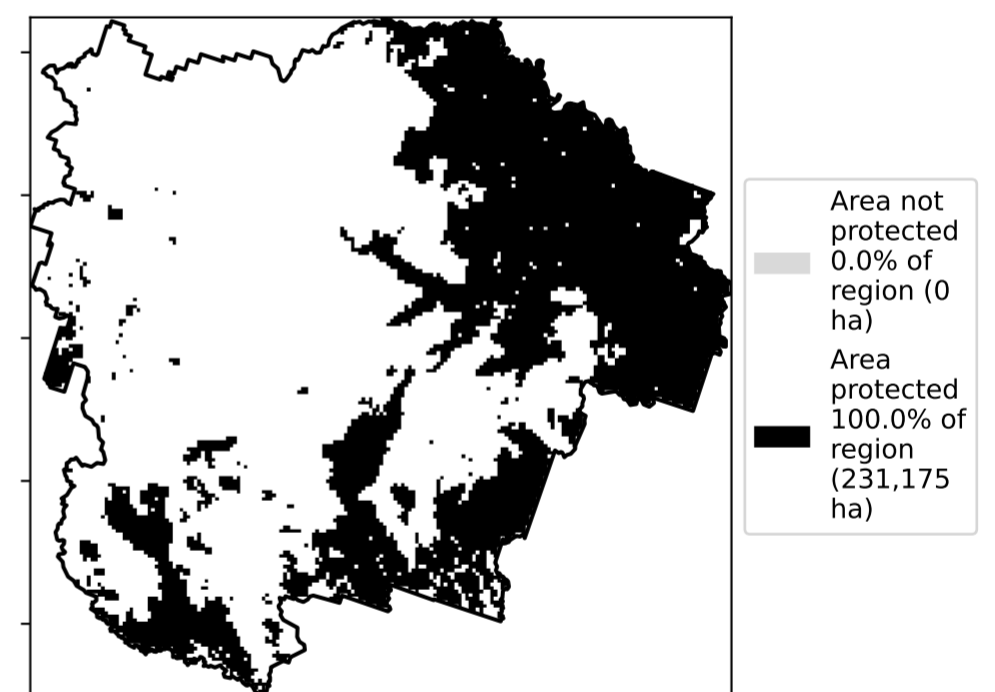 Area not
protected
0.0% of
region (0
ha)
Area
protected
100.0% of
region
(231,175
ha)